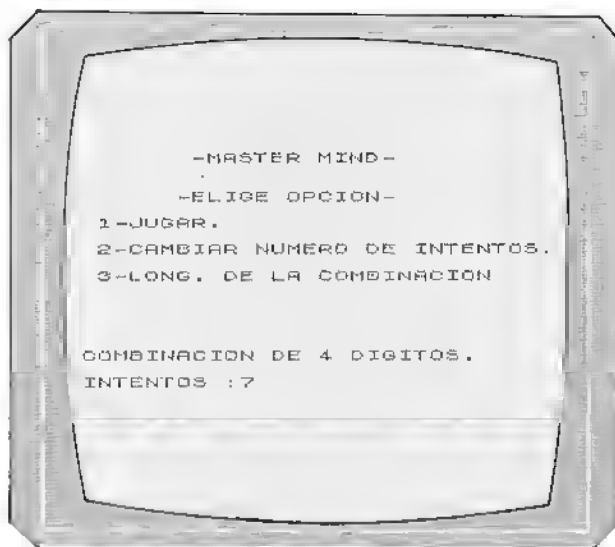 -MASTER MIND-
-ELIGE OPCION-
1-JUGAR.
2-CAMBIAR NUMERO DE INTENTOS.
3-LONG. DE LA COMBINACION
COMBINACION DE 4 DIGITOS.
INTENTOS :7